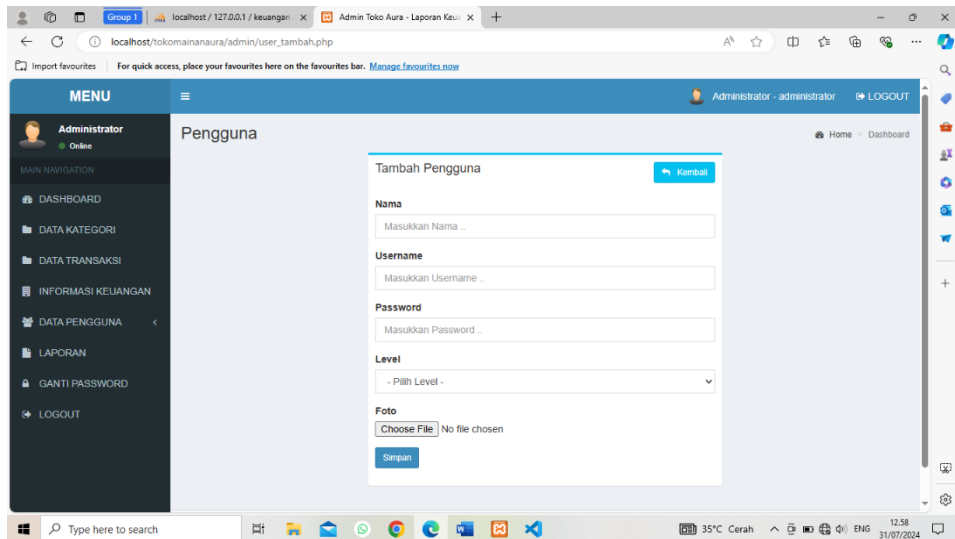 Group 1
localhost / 127.0.0.1 / keuangan
Admin Toko Aura - Laporan Keua
localhost/tokomainanaura/admin/user_tambah.php
Import favourites
For quick access, place your favourites here on the favourites bar. Manage favourites now
MENU
Administrator - administrator
LOGOUT
Administrator
Online
Pengguna
Home > Dashboard
MAIN NAVIGATION
DASHBOARD
DATA KATEGORI
DATA TRANSAKSI
INFORMASI KEUANGAN
DATA PENGGUNA
LAPORAN
GANTI PASSWORD
LOGOUT
Tambah Pengguna
Kembali
Nama
Masukkan Nama ..
Username
Masukkan Username ..
Password
Masukkan Password ..
Level
- Pilih Level -
Foto
Choose File No file chosen
Simpan
Type here to search
35°C Cerah
ENG
12.58
31/07/2024